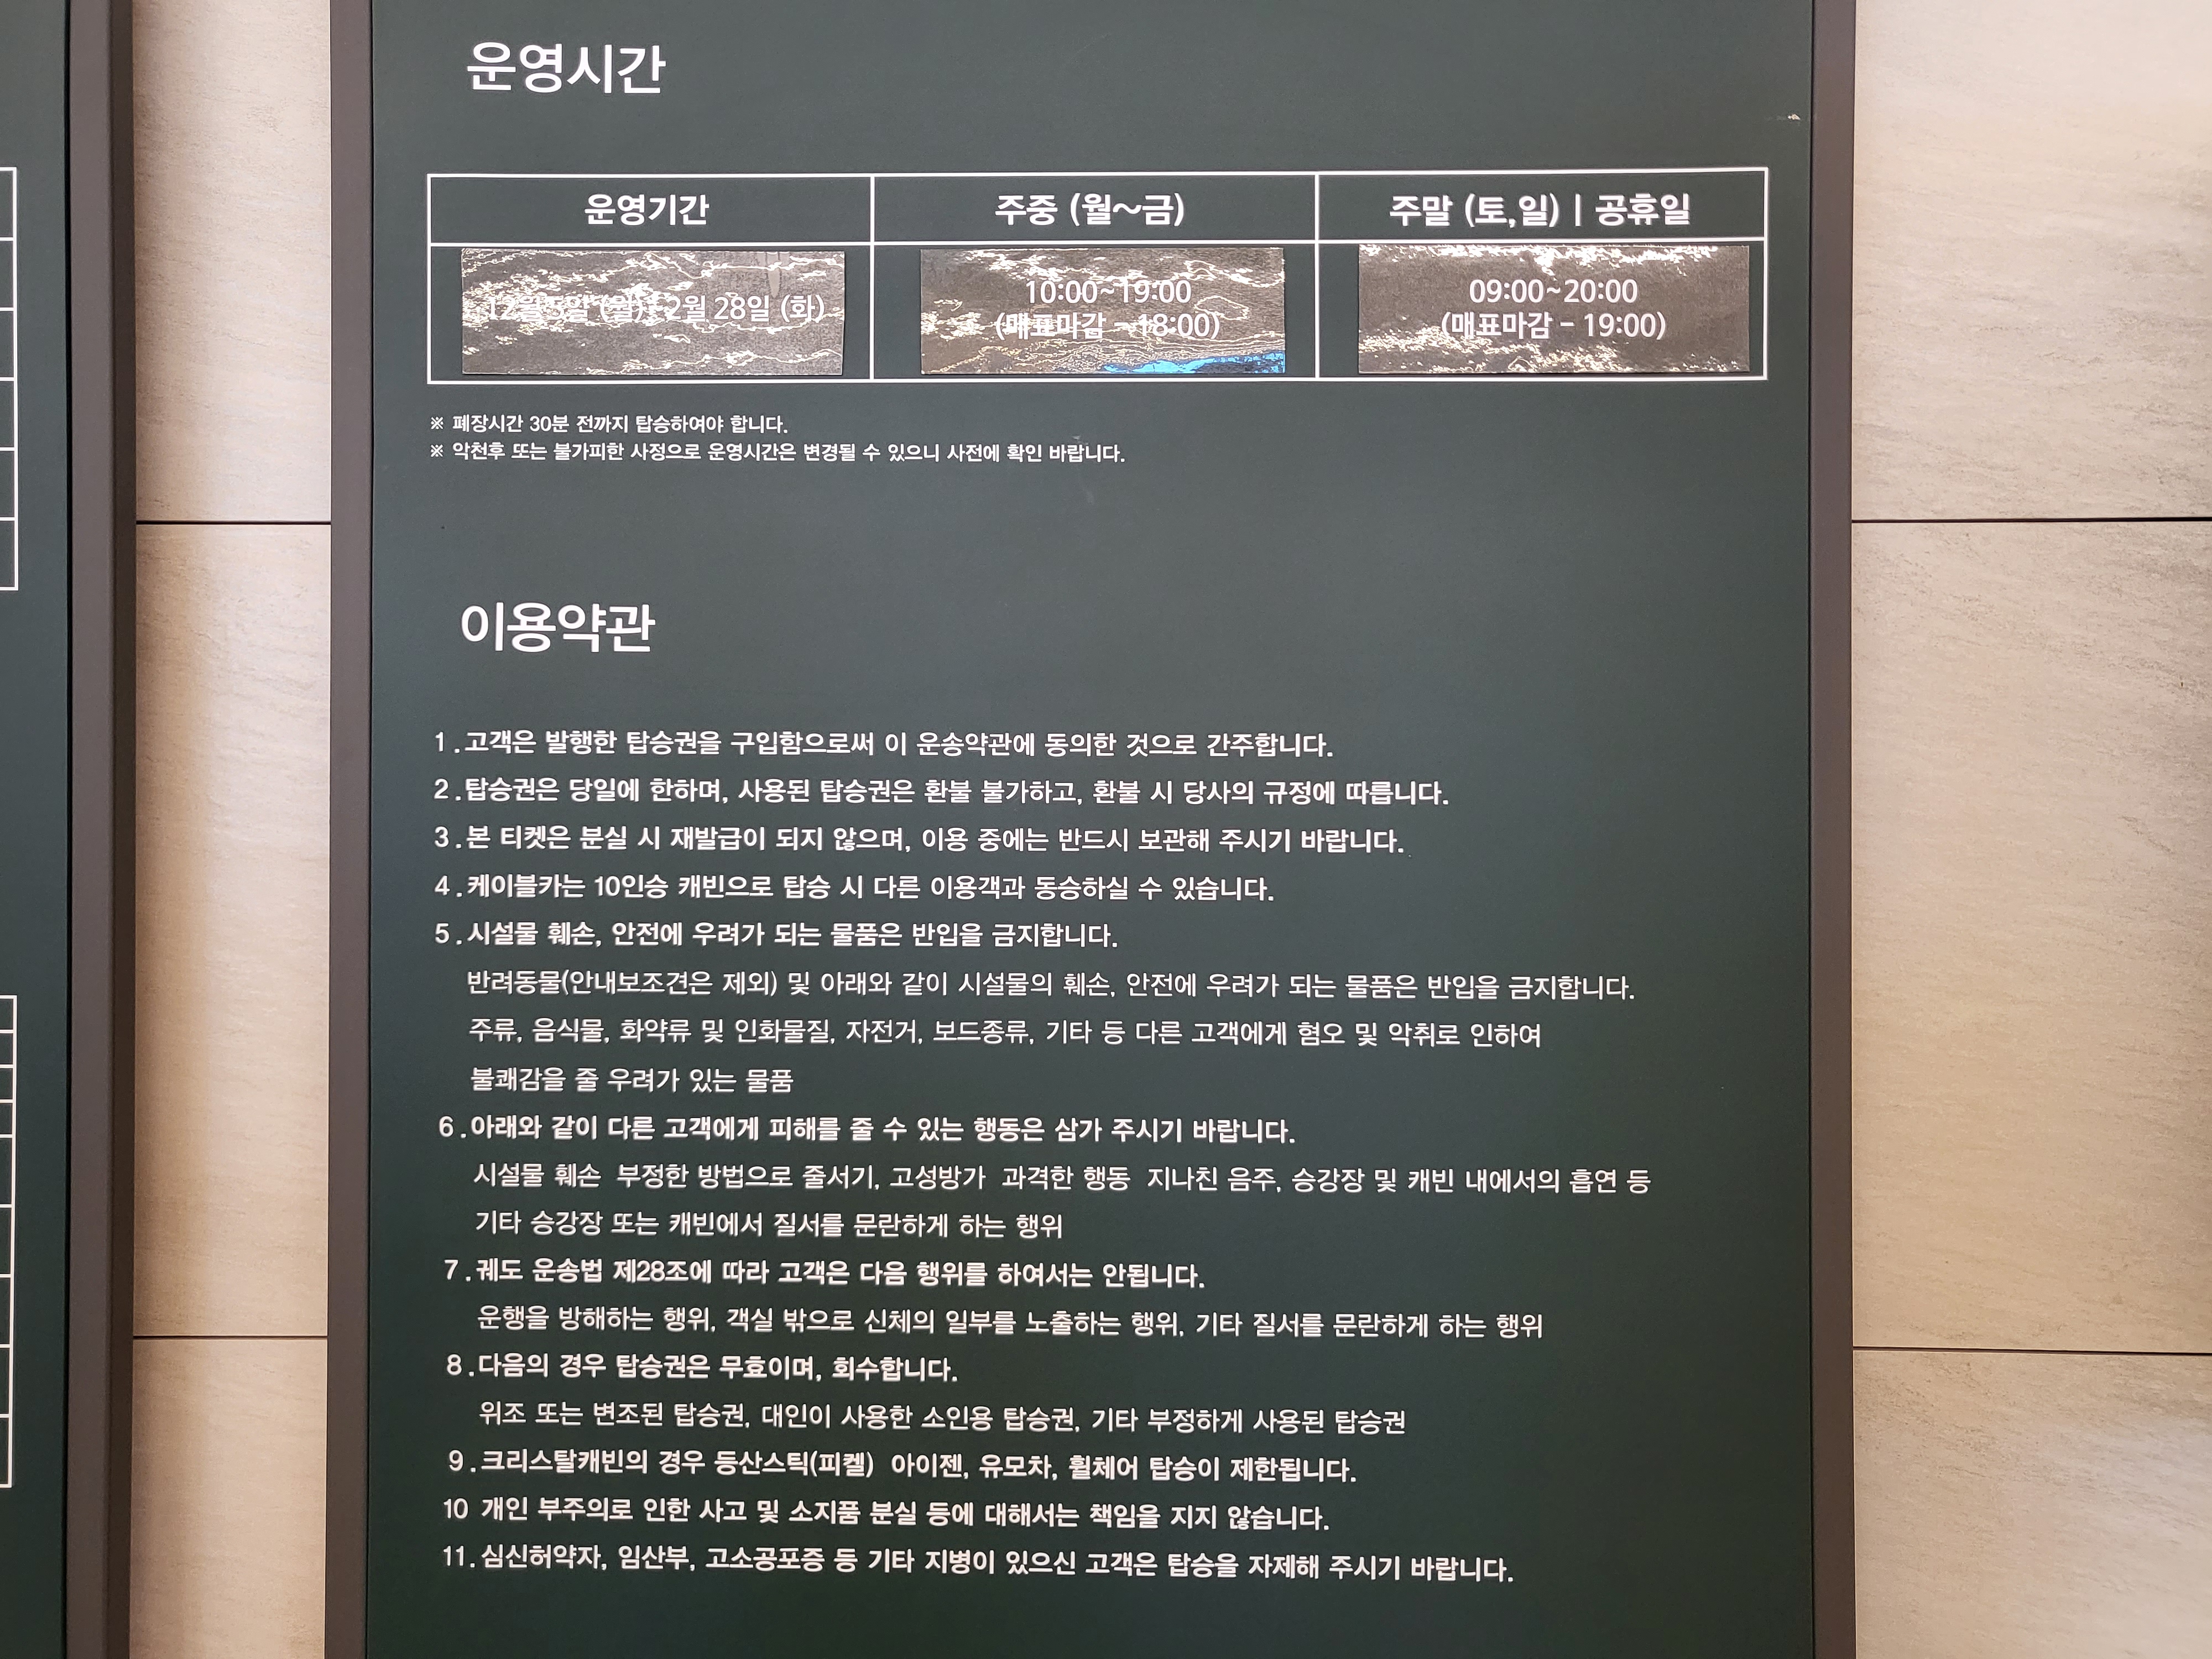 운영시간
운영기간
주중 (월~금)
주말 (토,일) | 공휴일
12월 5일 (월)~2월 28일 (화)
10:00~19:00
(매표마감 - 18:00)
09:00~20:00
(매표마감 - 19:00)
※ 폐장시간 30분 전까지 탑승하여야 합니다.
※ 악천후 또는 불가피한 사정으로 운영시간은 변경될 수 있으니 사전에 확인 바랍니다.
이용약관
1.고객은 발행한 탑승권을 구입함으로써 이 운송약관에 동의한 것으로 간주합니다.
2.탑승권은 당일에 한하며, 사용된 탑승권은 환불 불가하고, 환불 시 당사의 규정에 따릅니다.
3.본 티켓은 분실 시 재발급이 되지 않으며, 이용 중에는 반드시 보관해 주시기 바랍니다.
4.케이블카는 10인승 캐빈으로 탑승 시 다른 이용객과 동승하실 수 있습니다.
5.시설물 훼손, 안전에 우려가 되는 물품은 반입을 금지합니다.
반려동물(안내보조견은 제외) 및 아래와 같이 시설물의 훼손, 안전에 우려가 되는 물품은 반입을 금지합니다.
주류, 음식물, 화약류 및 인화물질, 자전거, 보드종류, 기타 등 다른 고객에게 혐오 및 악취로 인하여
불쾌감을 줄 우려가 있는 물품
6.아래와 같이 다른 고객에게 피해를 줄 수 있는 행동은 삼가 주시기 바랍니다.
시설물 훼손 부정한 방법으로 줄서기, 고성방가 과격한 행동 지나친 음주, 승강장 및 캐빈 내에서의 흡연 등
기타 승강장 또는 캐빈에서 질서를 문란하게 하는 행위
7.궤도 운송법 제28조에 따라 고객은 다음 행위를 하여서는 안됩니다.
운행을 방해하는 행위, 객실 밖으로 신체의 일부를 노출하는 행위, 기타 질서를 문란하게 하는 행위
8.다음의 경우 탑승권은 무효이며, 회수합니다.
위조 또는 변조된 탑승권, 대인이 사용한 소인용 탑승권, 기타 부정하게 사용된 탑승권
9.크리스탈캐빈의 경우 등산스틱(피켈) 아이젠, 유모차, 휠체어 탑승이 제한됩니다.
10 개인 부주의로 인한 사고 및 소지품 분실 등에 대해서는 책임을 지지 않습니다.
11.심신허약자, 임산부, 고소공포증 등 기타 지병이 있으신 고객은 탑승을 자제해 주시기 바랍니다.